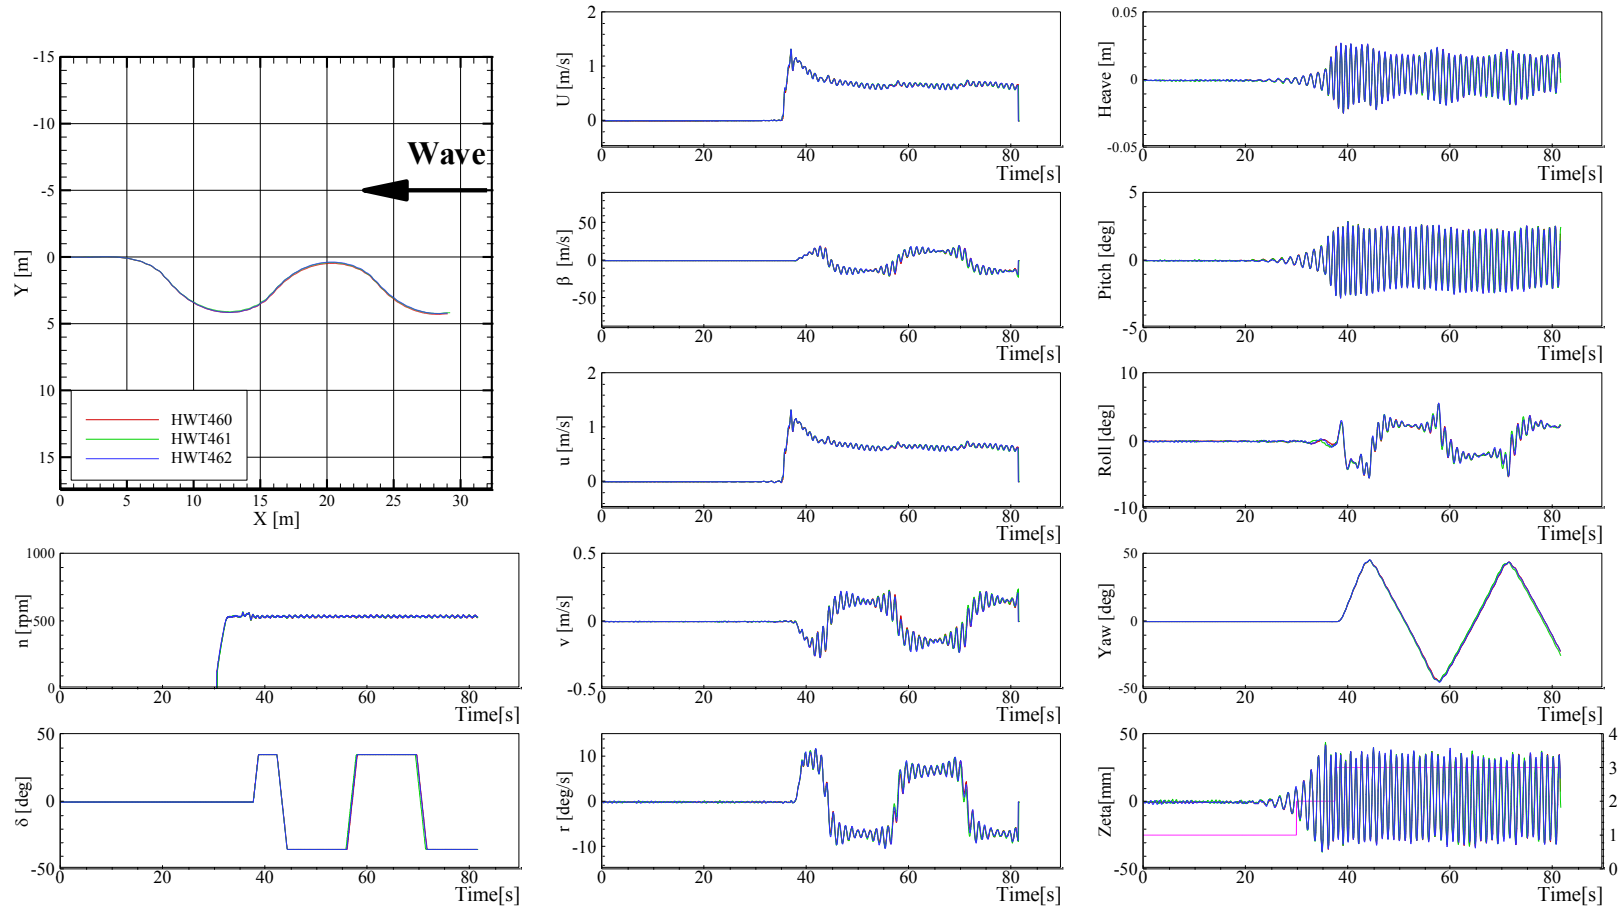 -15
-10
-5
0
5
10
15
Y [m]
0 5 10 15 20 25 30
X [m]
Wave
HWT460
HWT461
HWT462
1000
500
0
n [rpm]
0 20 40 60 80
Time[s]
50
0
-50
δ [deg]
0 20 40 60 80
Time[s]
2
1
0
U [m/s]
0 20 40 60 80
Time[s]
50
0
-50
β [m/s]
0 20 40 60 80
Time[s]
2
1
0
u [m/s]
0 20 40 60 80
Time[s]
0.5
0
-0.5
v [m/s]
0 20 40 60 80
Time[s]
10
0
-10
r [deg/s]
0 20 40 60 80
Time[s]
0.05
0
-0.05
Heave [m]
0 20 40 60 80
Time[s]
5
0
-5
Pitch [deg]
0 20 40 60 80
Time[s]
10
0
-10
Roll [deg]
0 20 40 60 80
Time[s]
50
0
-50
Yaw [deg]
0 20 40 60 80
Time[s]
50
0
-50
Zeta[mm]
4
3
2
1
0
0 20 40 60 80
Time[s]